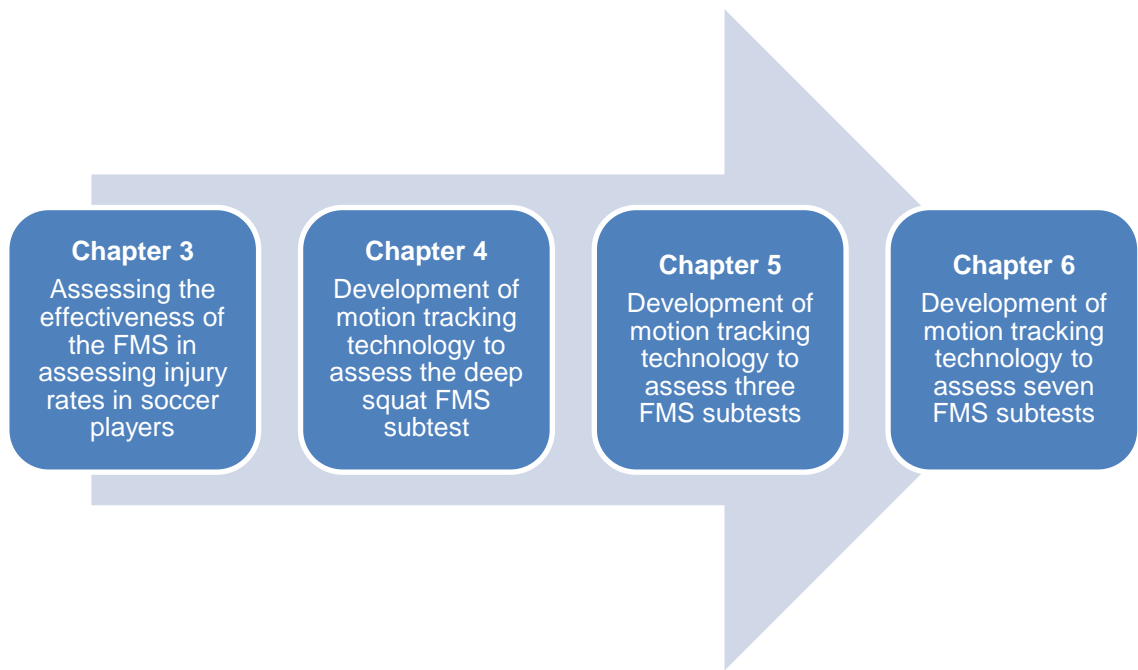 Chapter 3
Assessing the
effectiveness of
the FMS in
assessing injury
rates in soccer
players
Chapter 4
Development of
motion tracking
technology to
assess the deep
squat FMS
subtest
Chapter 5
Development of
motion tracking
technology to
assess three
FMS subtests
Chapter 6
Development of
motion tracking
technology to
assess seven
FMS subtests